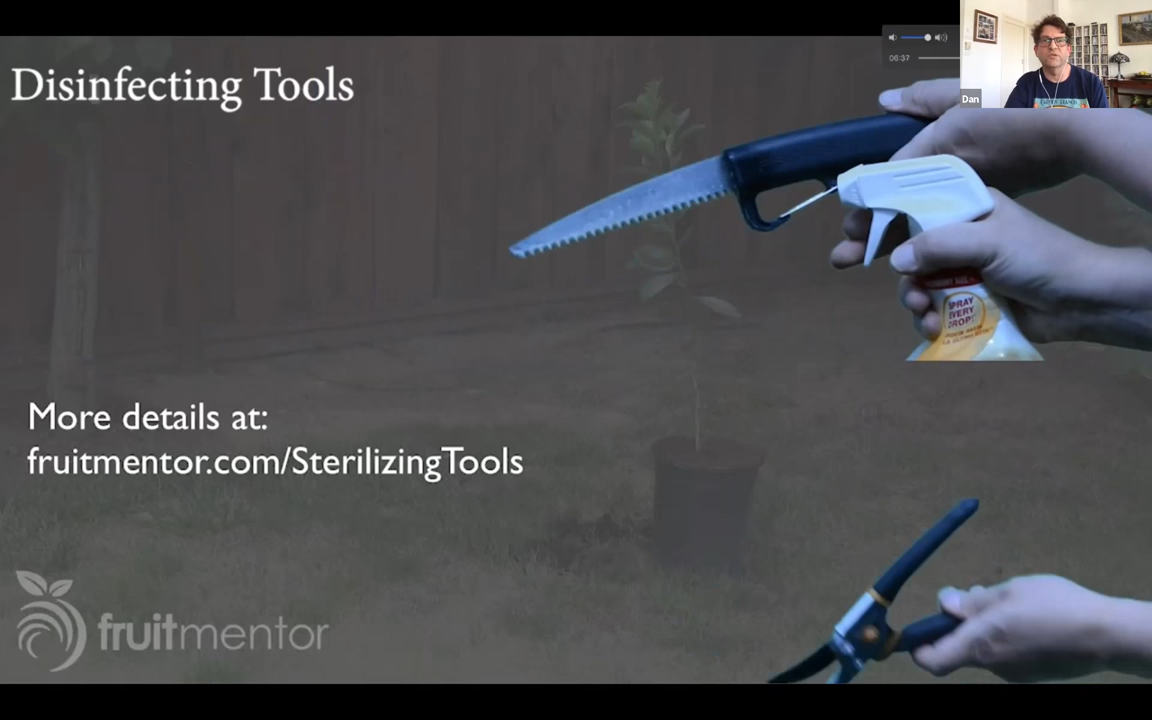 Disinfecting Tools
06:37
Dan
SPRAY
EVERY
DROP!
More details at:
fruitmentor.com/SterilizingTools
fruitmentor